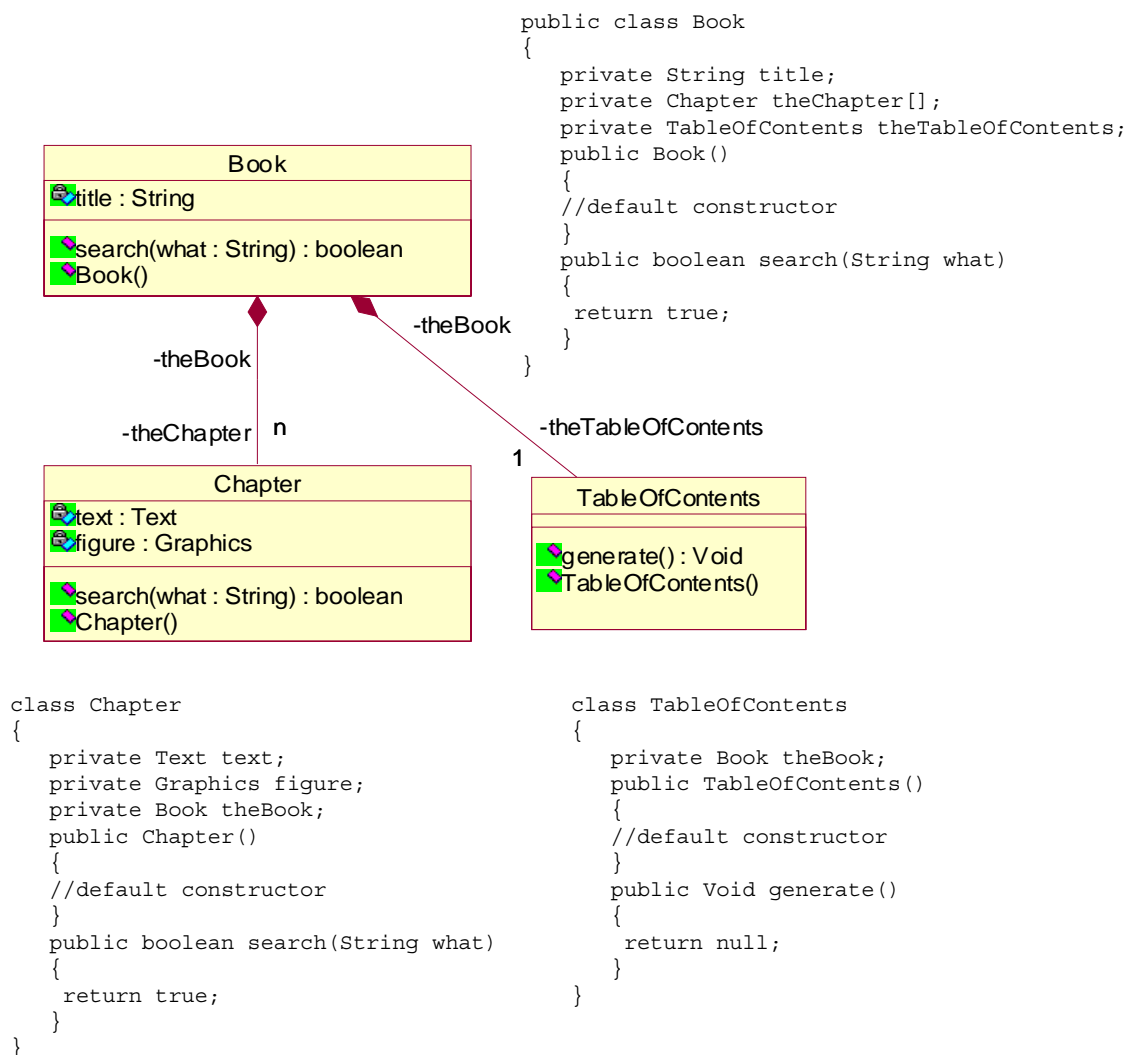 public class Book
{
private String title;
private Chapter theChapter[];
private TableOfContents theTableOfContents;
public Book()
{
//default constructor
}
public boolean search(String what)
{
return true;
}
}
Book
title : String
search(what : String) : boolean
Book()
-theBook
-theBook
-theChapter
n
-theTableOfContents
1
Chapter
text : Text
figure : Graphics
search(what : String) : boolean
Chapter()
TableOfContents
generate() : Void
TableOfContents()
class Chapter
{
private Text text;
private Graphics figure;
private Book theBook;
public Chapter()
{
//default constructor
}
public boolean search(String what)
{
return true;
}
}
class TableOfContents
{
private Book theBook;
public TableOfContents()
{
//default constructor
}
public Void generate()
{
return null;
}
}